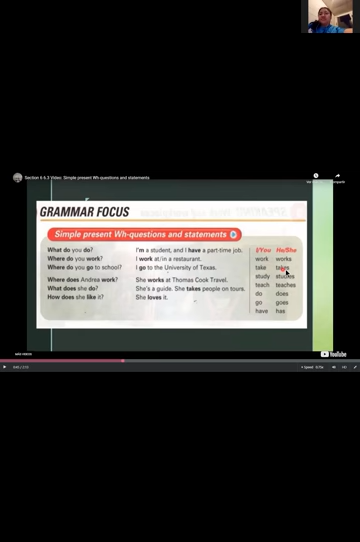 Section 6 6.3 Video: Simple present Wh-questions and statements
GRAMMAR FOCUS
Simple present Wh-questions and statements
What do you do? I'm a student, and I have a part-time job.
Where do you work? I work at/in a restaurant.
Where do you go to school? I go to the University of Texas.
Where does Andrea work? She works at Thomas Cook Travel.
What does she do? She's a guide. She takes people on tours.
How does she like it? She loves it.
I/You He/She
work works
take takes
study studies
teach teaches
do does
go goes
have has
MÁS VIDEOS
YouTube
Speed 0.75x